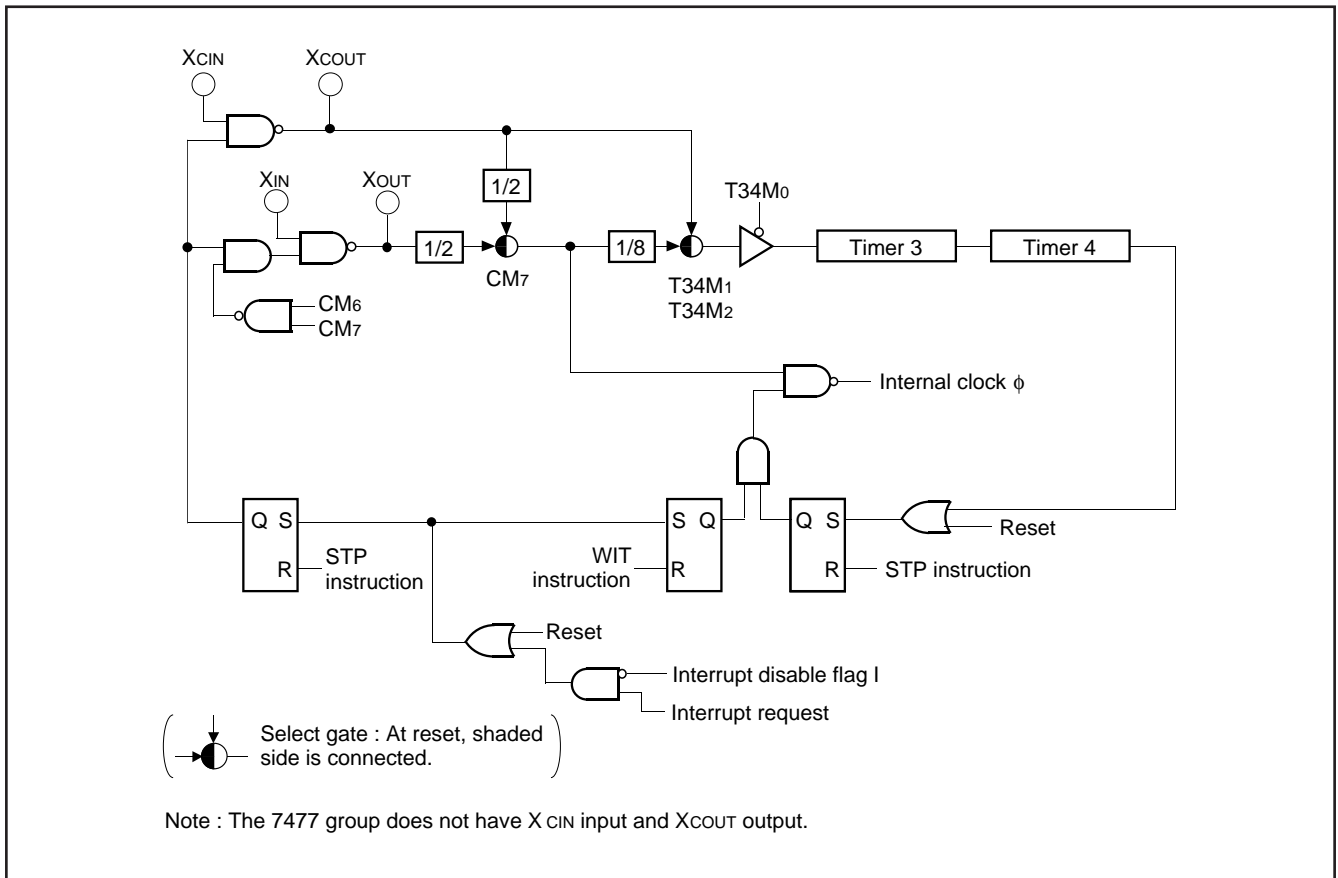 XCIN
XCOUT
XIN
XOUT
1/2
T34M0
1/2
1/8
Timer 3
Timer 4
CM7
T34M1
T34M2
CM6
CM7
Internal clock ϕ
Q S
R
STP
instruction
S Q
R
WIT
instruction
Q S
R
STP instruction
Reset
Reset
Interrupt disable flag I
Interrupt request
Select gate : At reset, shaded
side is connected.
Note : The 7477 group does not have X CIN input and XCOUT output.